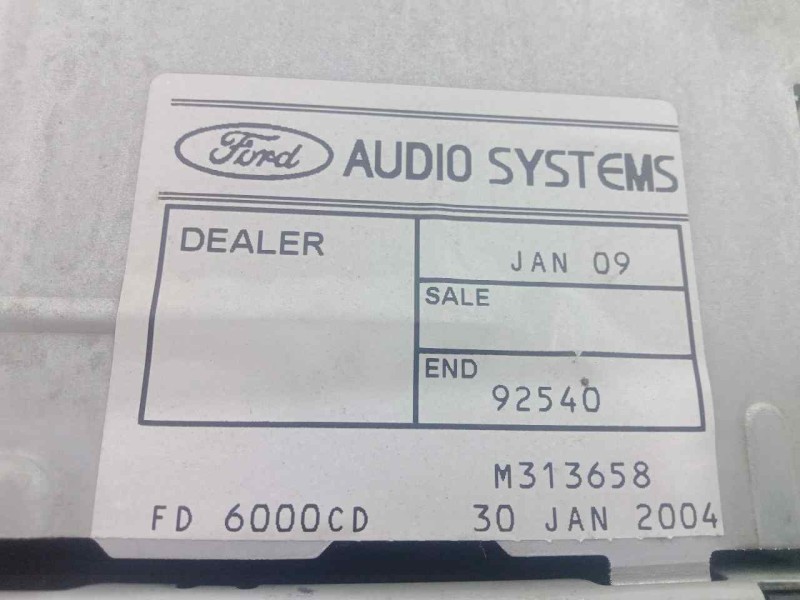 Ford AUDIO SYSTEMS
DEALER
JAN 09
SALE
END
92540
M313658
FD 6000CD 30 JAN 2004